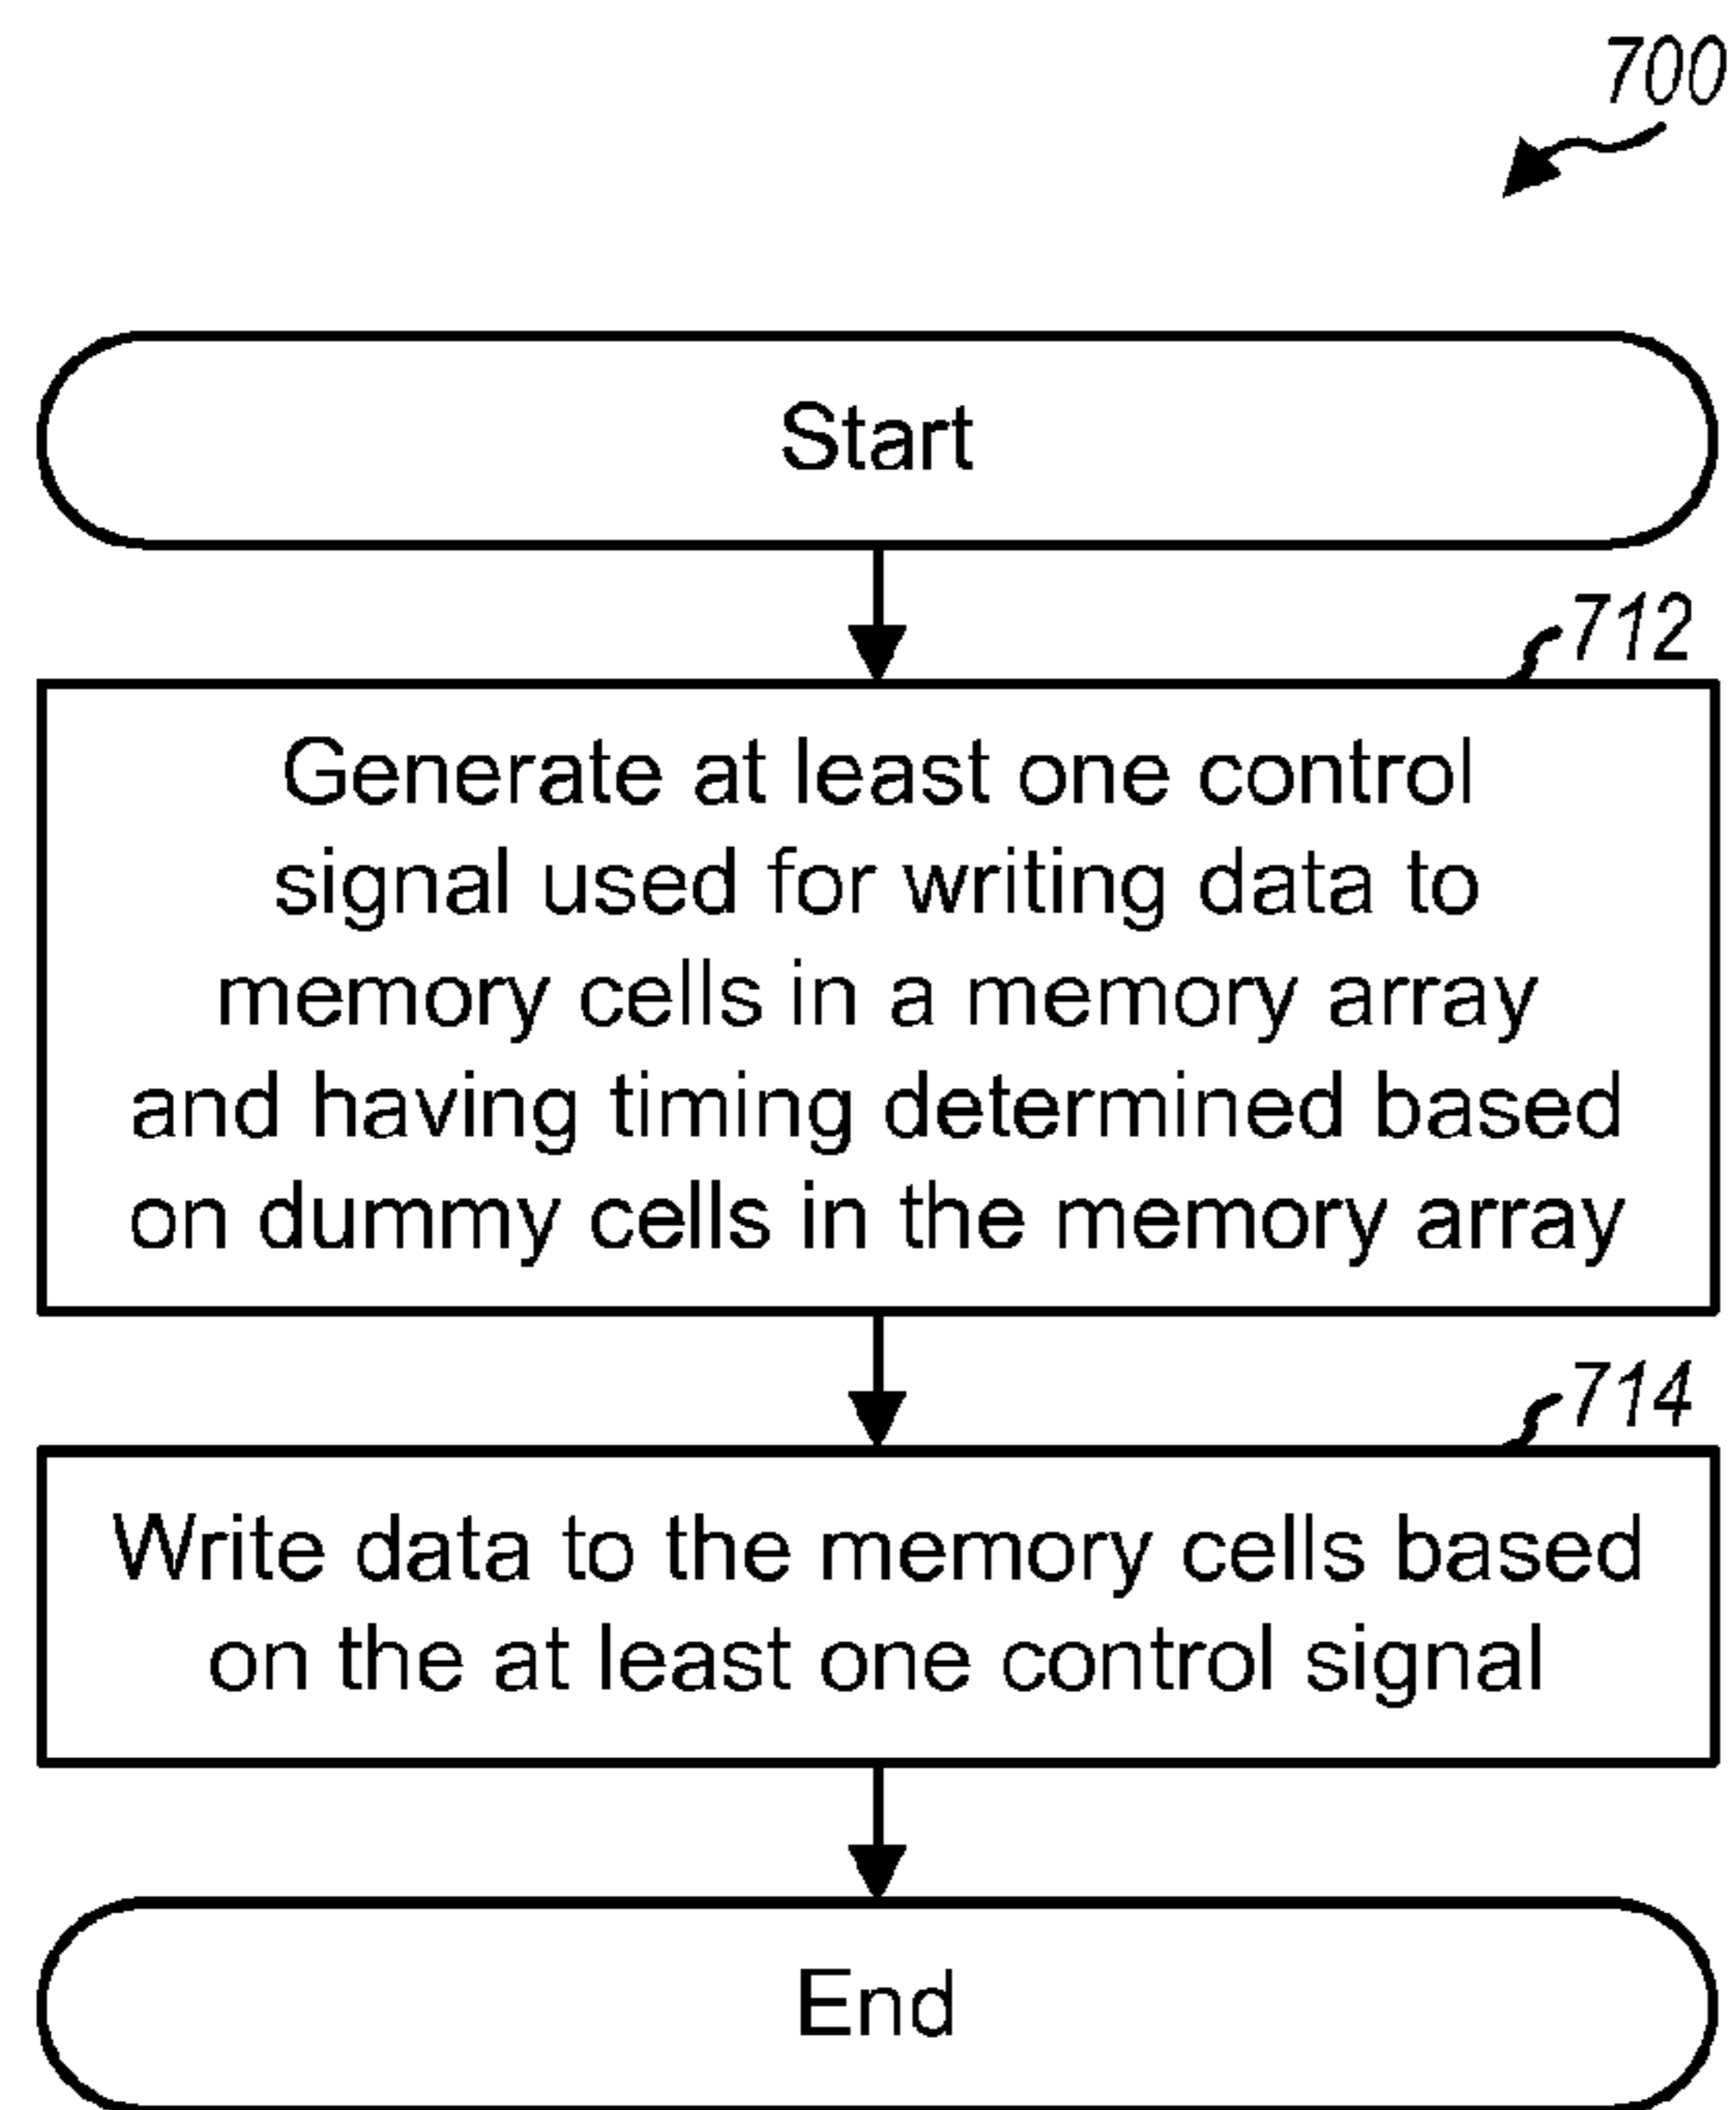 700
Start
712
Generate at least one control
signal used for writing data to
memory cells in a memory array
and having timing determined based
on dummy cells in the memory array
714
Write data to the memory cells based
on the at least one control signal
End